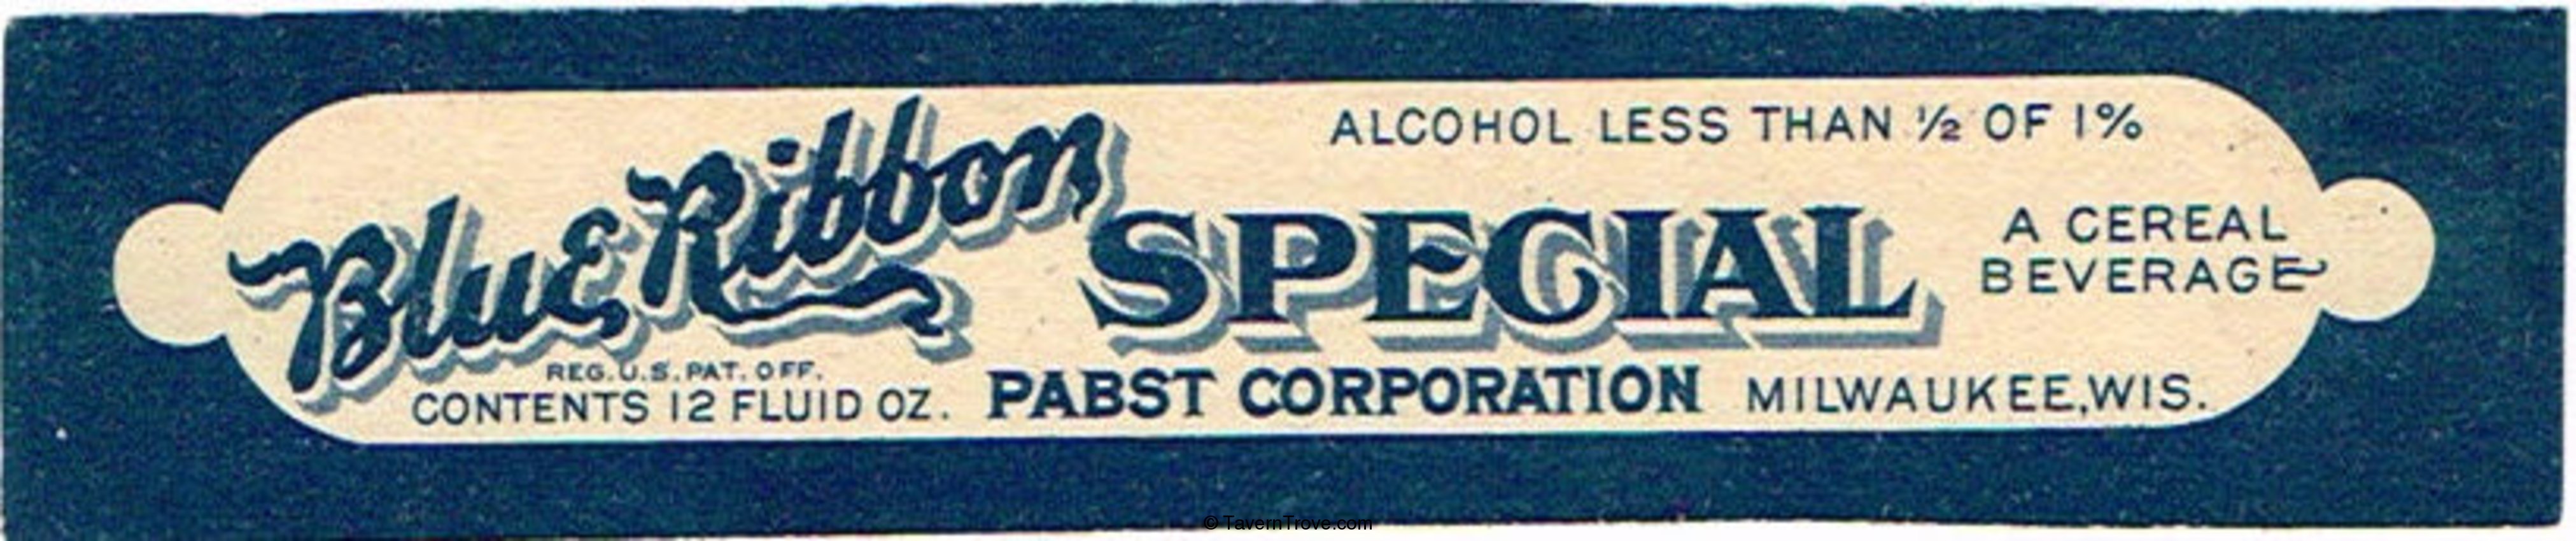 Blue Ribbon
REG. U.S. PAT. OFF.
CONTENTS 12 FLUID OZ.
ALCOHOL LESS THAN ½ OF 1%
SPECIAL
A CEREAL
BEVERAGE
PABST CORPORATION MILWAUKEE, WIS.
© TavernTrove.com